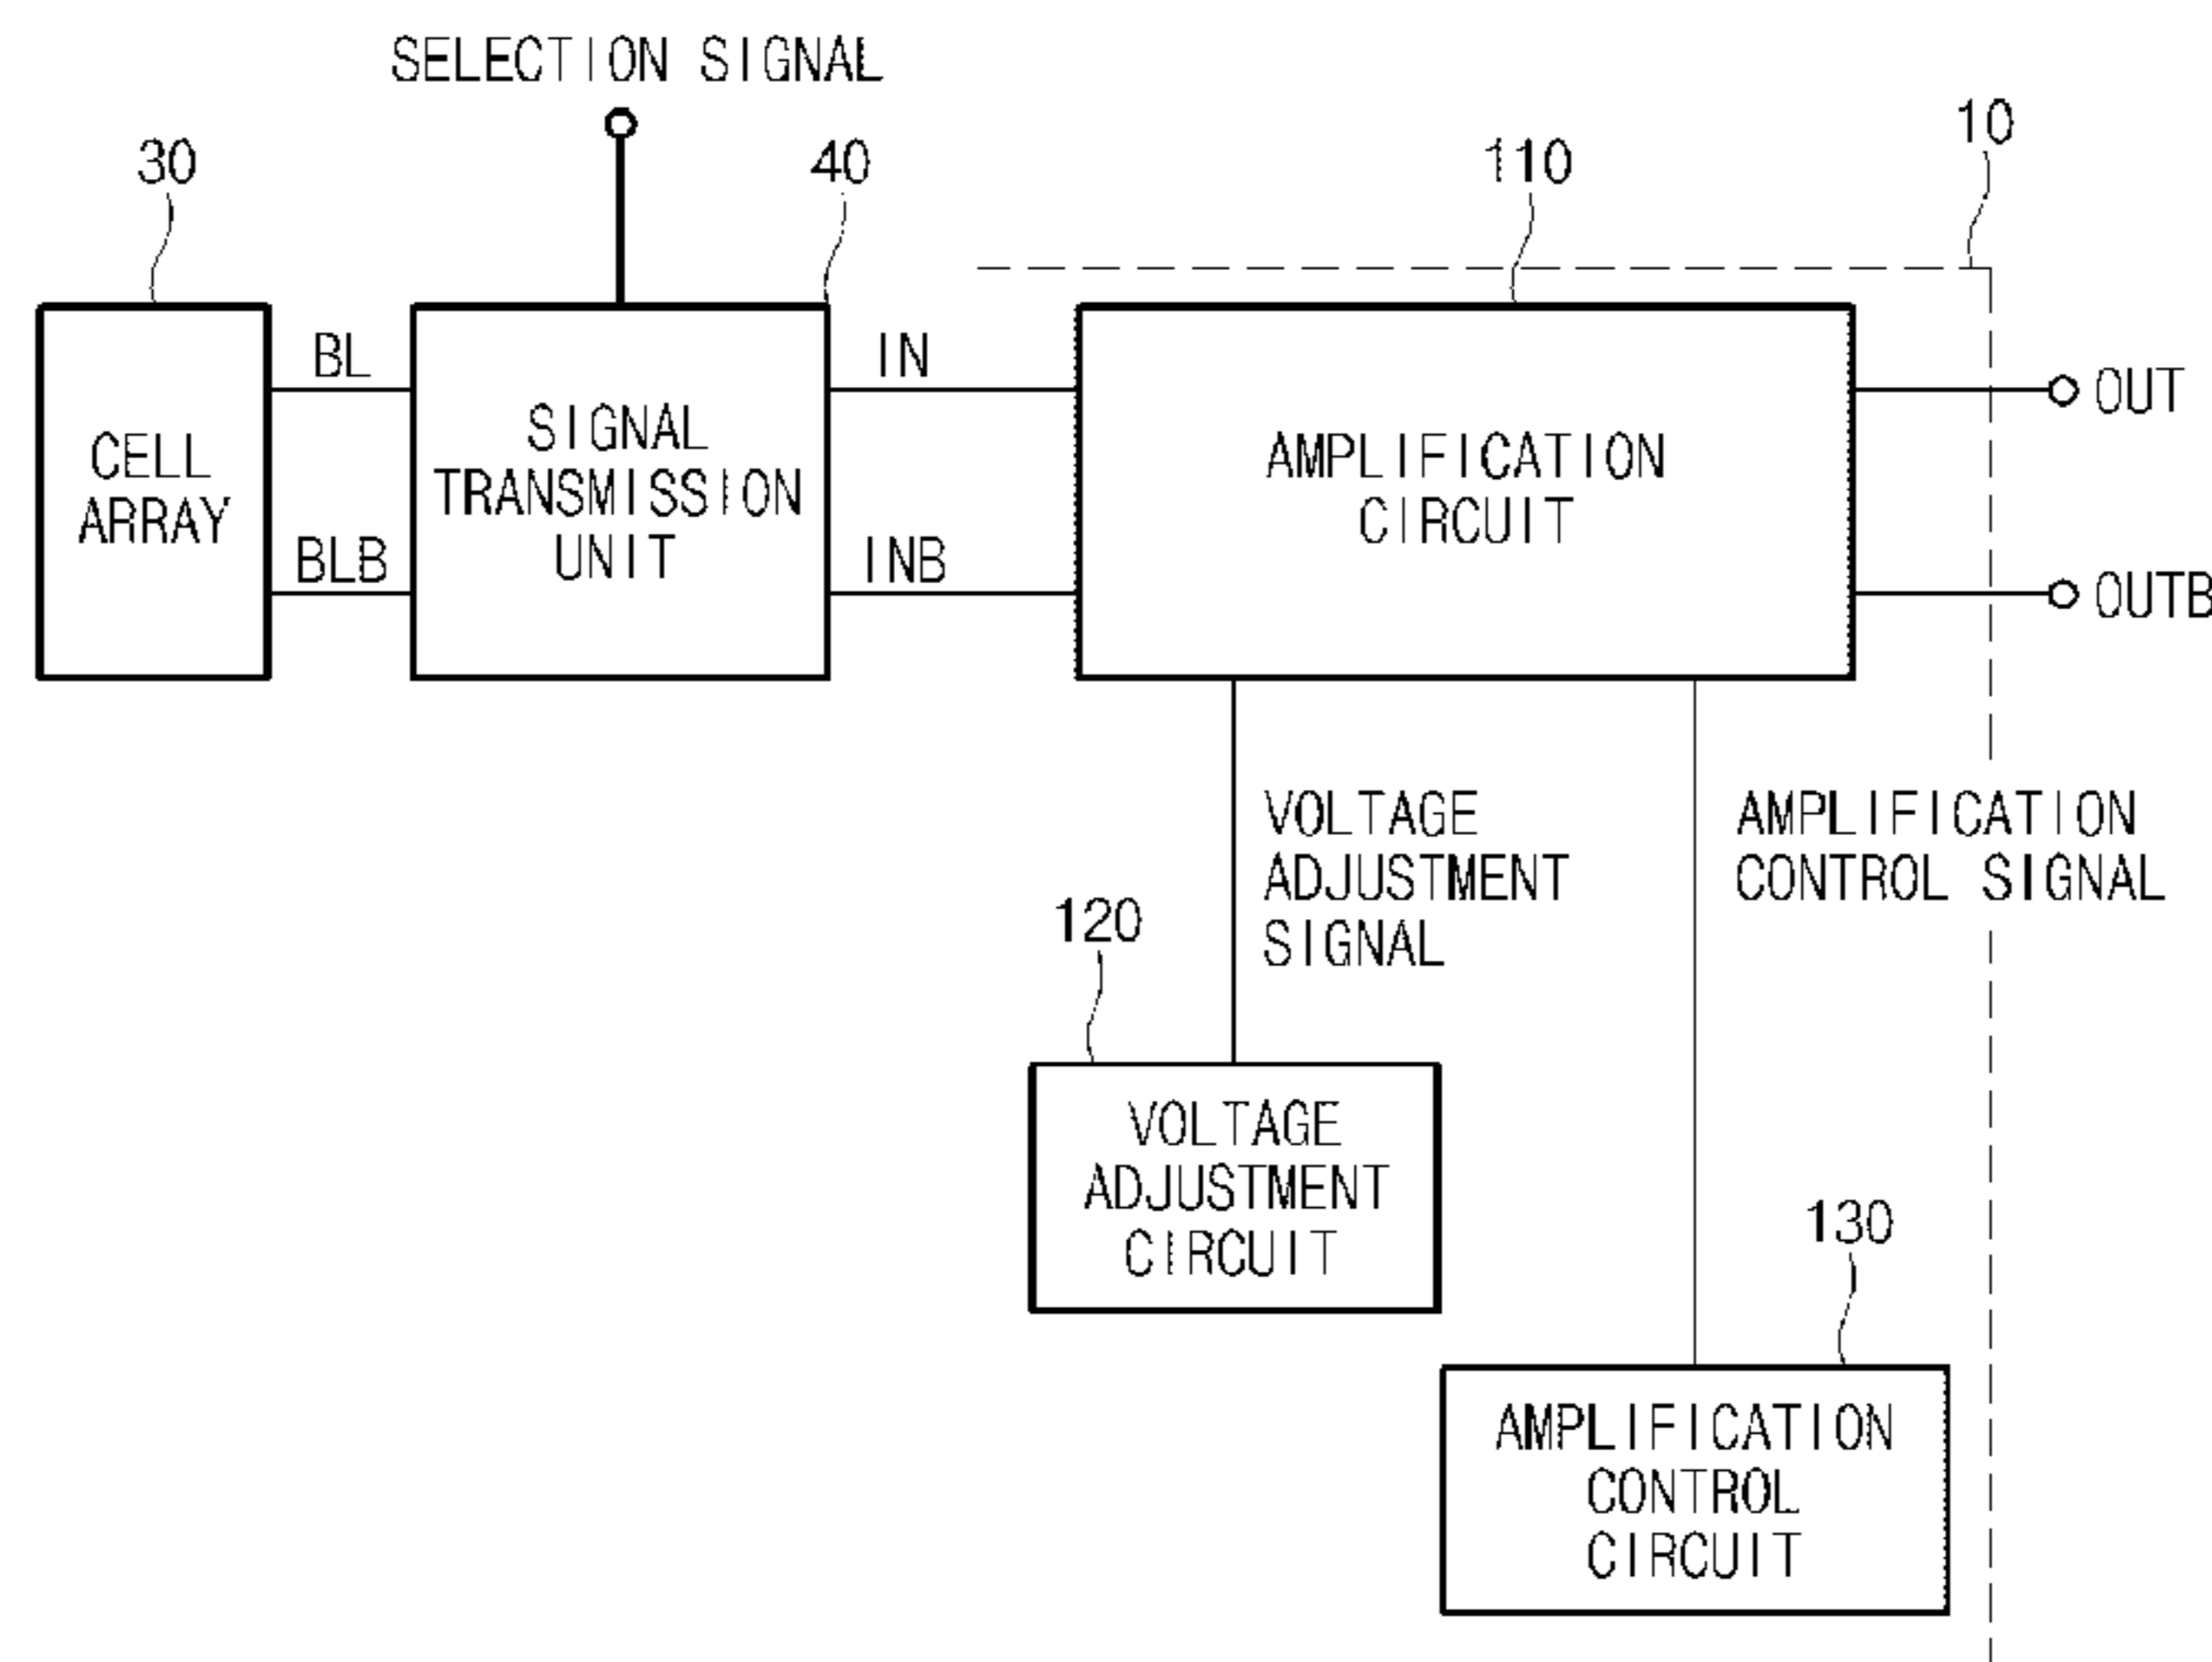 SELECTION SIGNAL
10
30
40
110
BL
IN
OUT
CELL
ARRAY
SIGNAL
TRANSMISSION
UNIT
AMPLIFICATION
CIRCUIT
BLB
INB
OUTB
VOLTAGE
ADJUSTMENT
SIGNAL
AMPLIFICATION
CONTROL SIGNAL
120
VOLTAGE
ADJUSTMENT
CIRCUIT
130
AMPLIFICATION
CONTROL
CIRCUIT